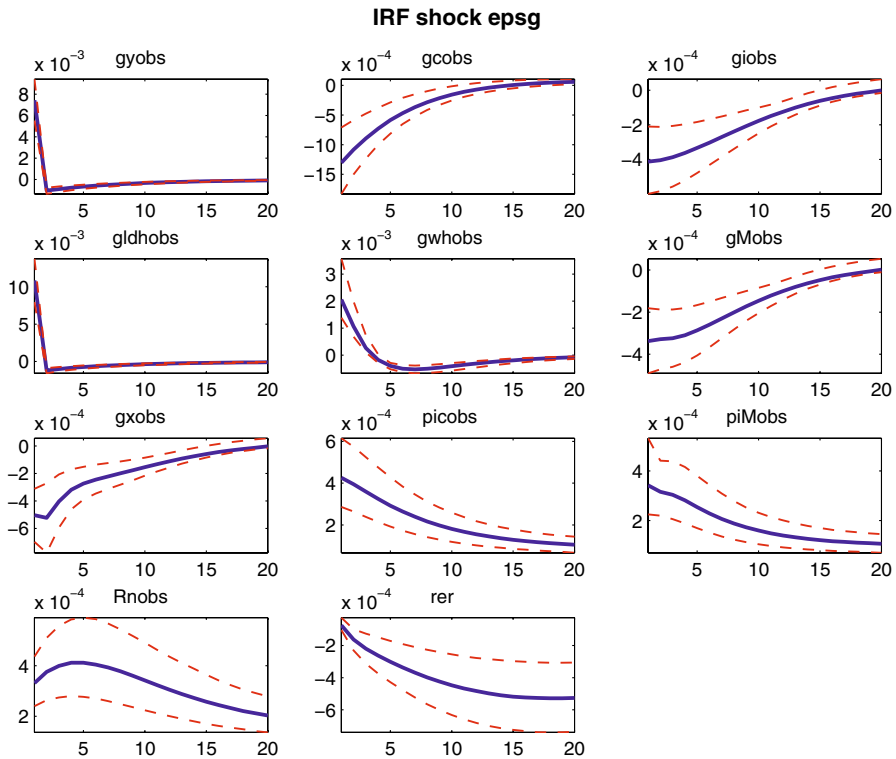 IRF shock epsg
x 10⁻³
gyobs
8
6
4
2
0
5 10 15 20
x 10⁻⁴
gcobs
0
−5
−10
−15
5 10 15 20
x 10⁻⁴
giobs
0
−2
−4
5 10 15 20
x 10⁻³
gldhobs
10
5
0
5 10 15 20
x 10⁻³
gwhobs
3
2
1
0
5 10 15 20
x 10⁻⁴
gMobs
0
−2
−4
5 10 15 20
x 10⁻⁴
gxobs
0
−2
−4
−6
5 10 15 20
x 10⁻⁴
picobs
6
4
2
5 10 15 20
x 10⁻⁴
piMobs
4
2
5 10 15 20
x 10⁻⁴
Rnobs
4
2
5 10 15 20
x 10⁻⁴
rer
−2
−4
−6
5 10 15 20